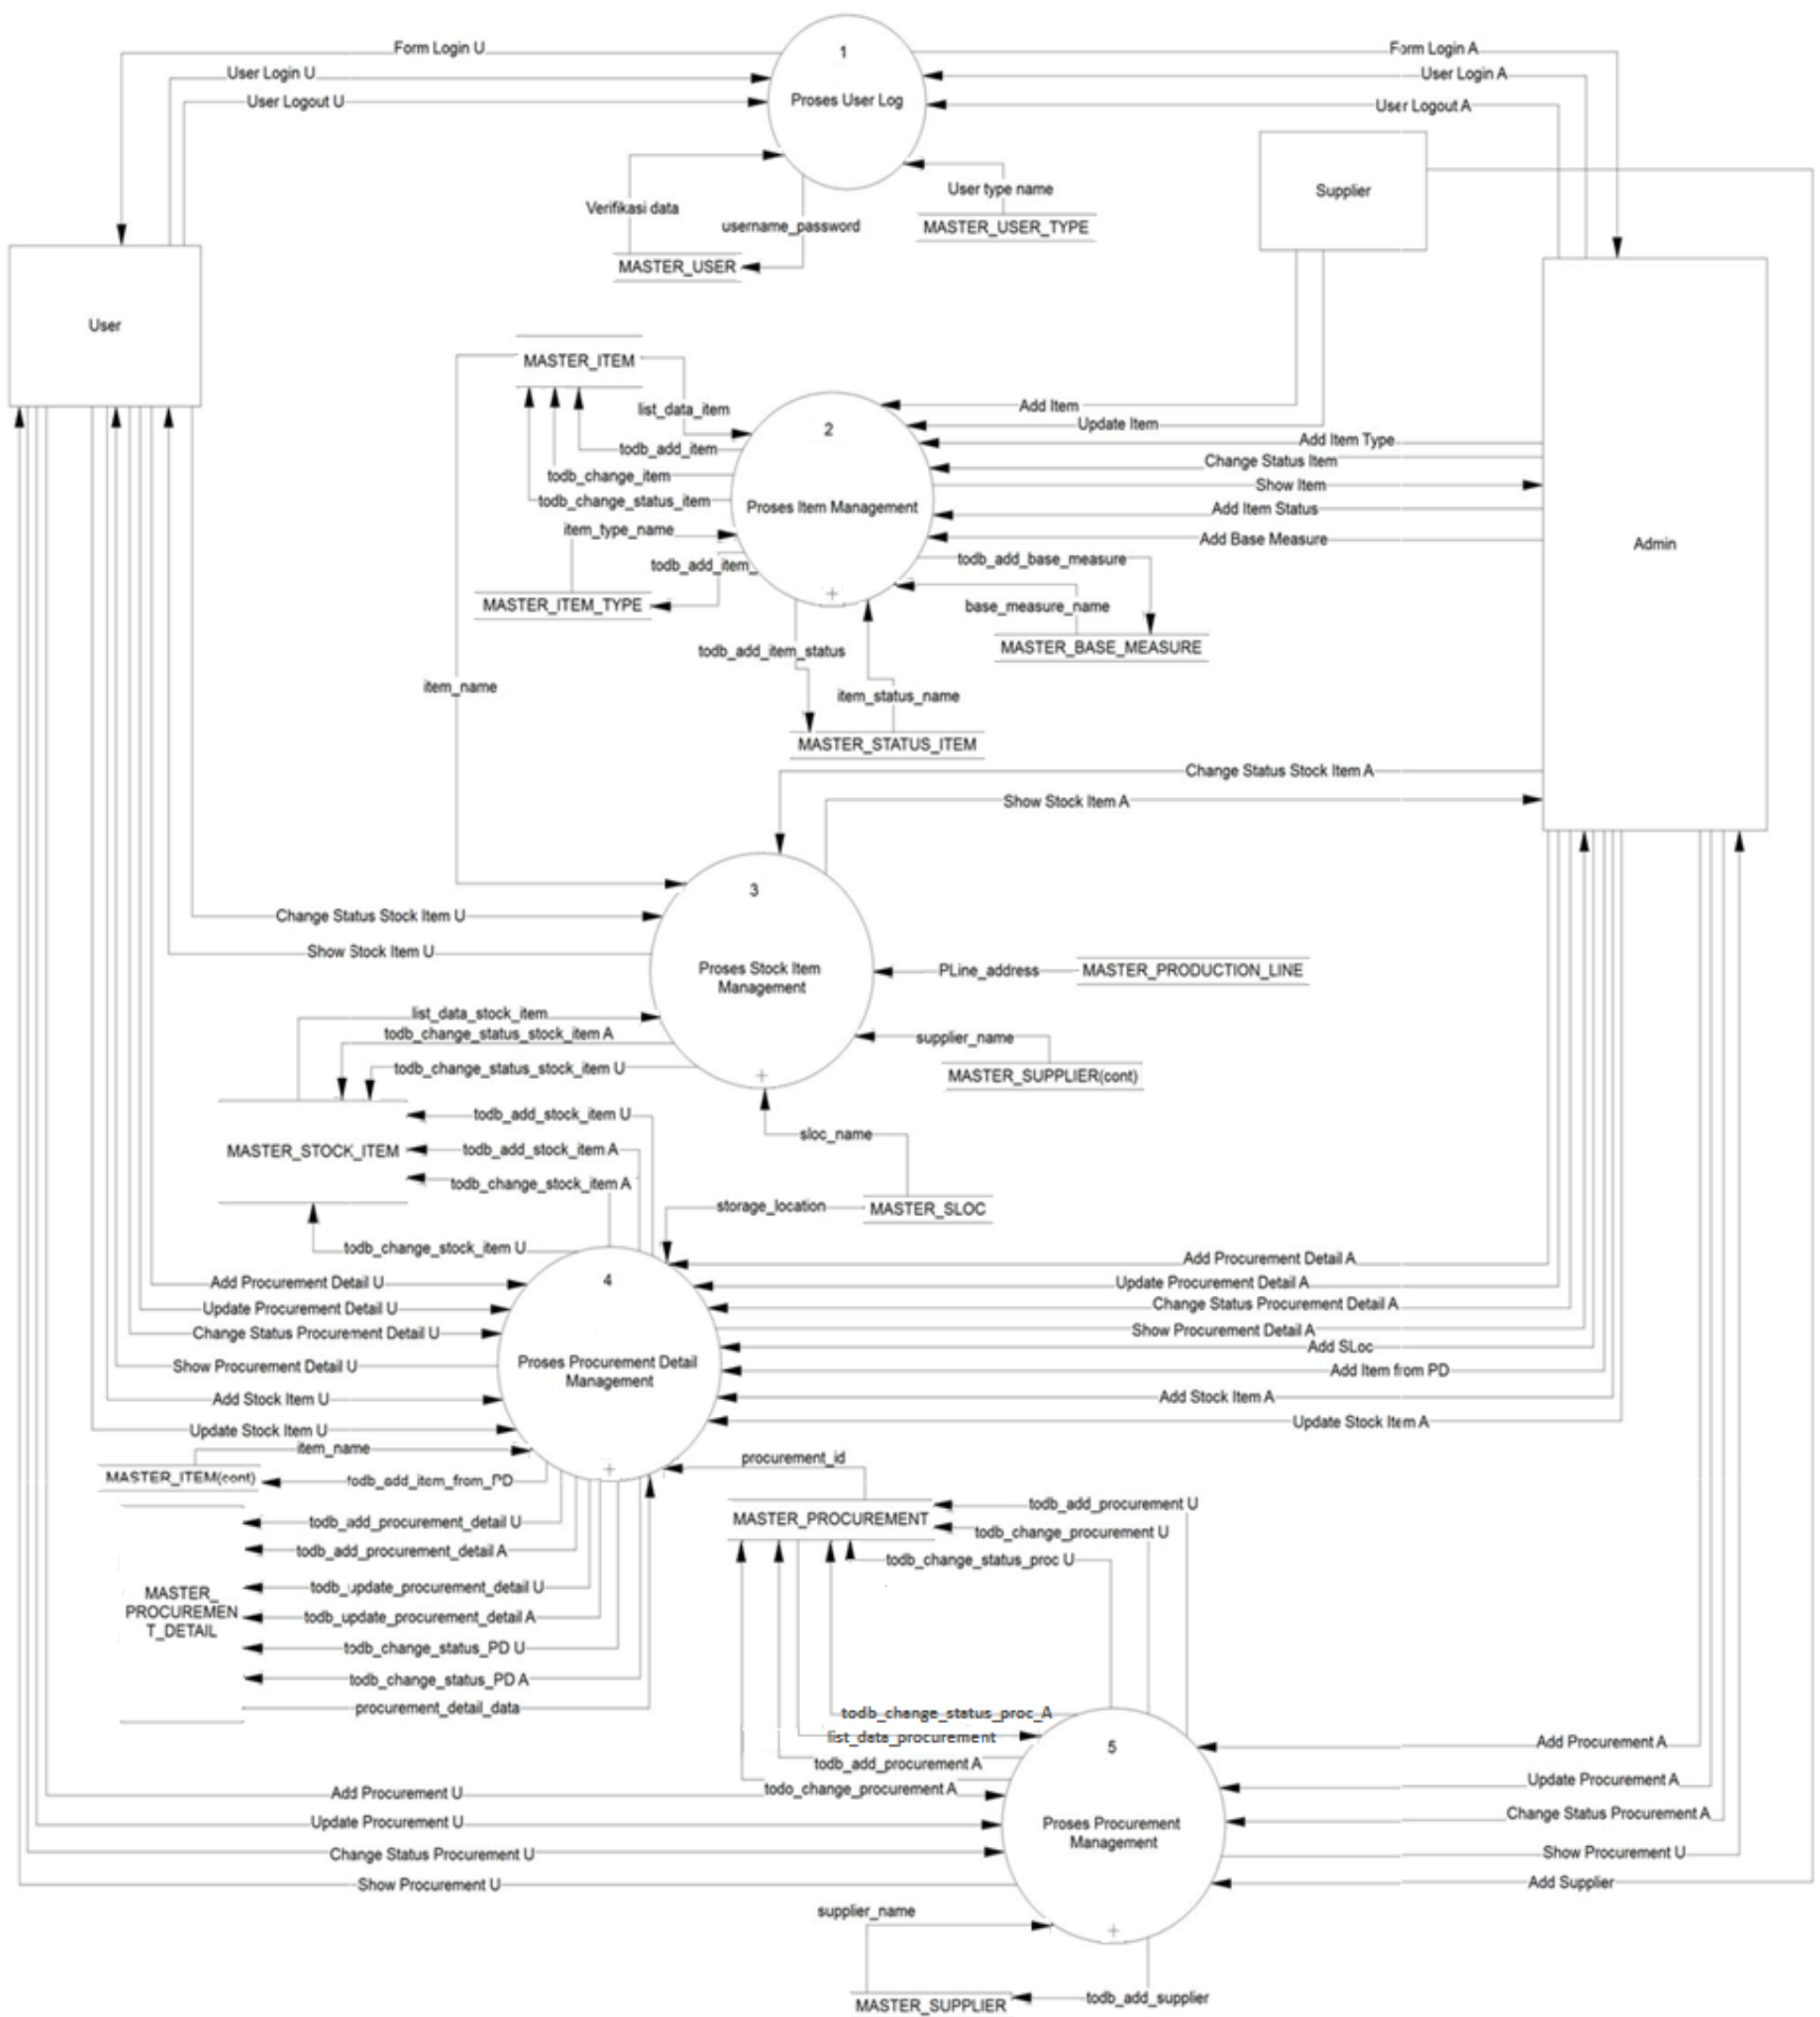 Form Login U
1
Form Login A
User Login U
User Login A
User Logout U
Proses User Log
User Logout A
Supplier
User type name
Verifikasi data
username_password
MASTER_USER_TYPE
MASTER_USER
User
MASTER_ITEM
list_data_item
Add Item
2
Update Item
todb_add_item
Add Item Type
Change Status Item
todb_change_item
Show Item
todb_change_status_item
Proses Item Management
Add Item Status
item_type_name
Add Base Measure
Admin
todb_add_item_
todb_add_base_measure
MASTER_ITEM_TYPE
base_measure_name
todb_add_item_status
MASTER_BASE_MEASURE
item_name
item_status_name
MASTER_STATUS_ITEM
Change Status Stock Item A
Show Stock Item A
3
Change Status Stock Item U
Show Stock Item U
Proses Stock Item
Management
PLine_address
MASTER_PRODUCTION_LINE
list_data_stock_item
todb_change_status_stock_item A
supplier_name
todb_change_status_stock_item U
MASTER_SUPPLIER(cont)
todb_add_stock_item U
sloc_name
MASTER_STOCK_ITEM
todb_add_stock_item A
todb_change_stock_item A
storage_location
MASTER_SLOC
todb_change_stock_item U
Add Procurement Detail A
4
Add Procurement Detail U
Update Procurement Detail A
Update Procurement Detail U
Change Status Procurement Detail A
Change Status Procurement Detail U
Show Procurement Detail A
Add SLoc
Show Procurement Detail U
Proses Procurement Detail
Management
Add Item from PD
Add Stock Item U
Add Stock Item A
Update Stock Item U
Update Stock Item A
item_name
procurement_id
MASTER_ITEM(cont)
todb_add_item_from_PD
todb_add_procurement_detail U
MASTER_PROCUREMENT
todb_add_procurement U
todb_change_procurement U
todb_add_procurement_detail A
todb_change_status_proc U
todb_update_procurement_detail U
MASTER_
PROCUREMEN
T_DETAIL
todb_update_procurement_detail A
todb_change_status_PD U
todb_change_status_PD A
procurement_detail_data
todb_change_status_proc_A
list_data_procurement
5
Add Procurement A
todb_add_procurement A
Update Procurement A
todo_change_procurement A
Add Procurement U
Change Status Procurement A
Update Procurement U
Proses Procurement
Management
Change Status Procurement U
Show Procurement U
Show Procurement U
Add Supplier
supplier_name
todb_add_supplier
MASTER_SUPPLIER